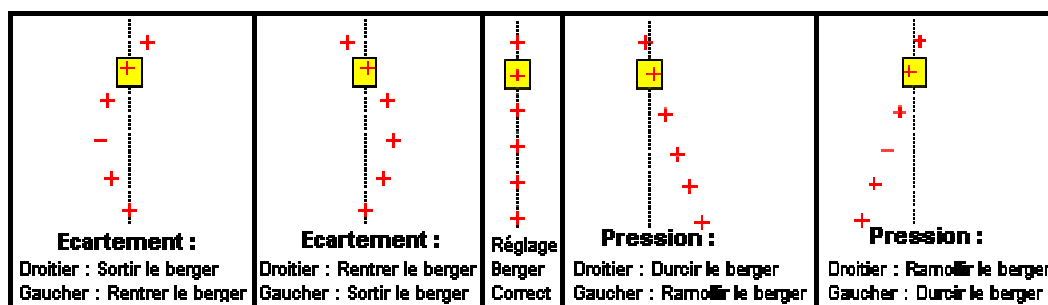 Ecartement :
Droitier : Sortir le berger
Gaucher : Rentrer le berger
Ecartement :
Droitier : Rentrer le berger
Gaucher : Sortir le berger
Réglage
Berger
Correct
Pression :
Droitier : Durcir le berger
Gaucher : Ramollir le berger
Pression :
Droitier : Ramollir le berger
Gaucher : Durcir le berger